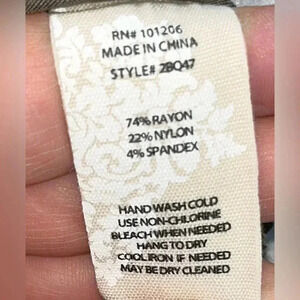 RN# 101206
MADE IN CHINA
STYLE# 2BQ47
74% RAYON
22% NYLON
4% SPANDEX
HAND WASH COLD
USE NON-CHLORINE
BLEACH WHEN NEEDED
HANG TO DRY
COOL IRON IF NEEDED
MAY BE DRY CLEANED